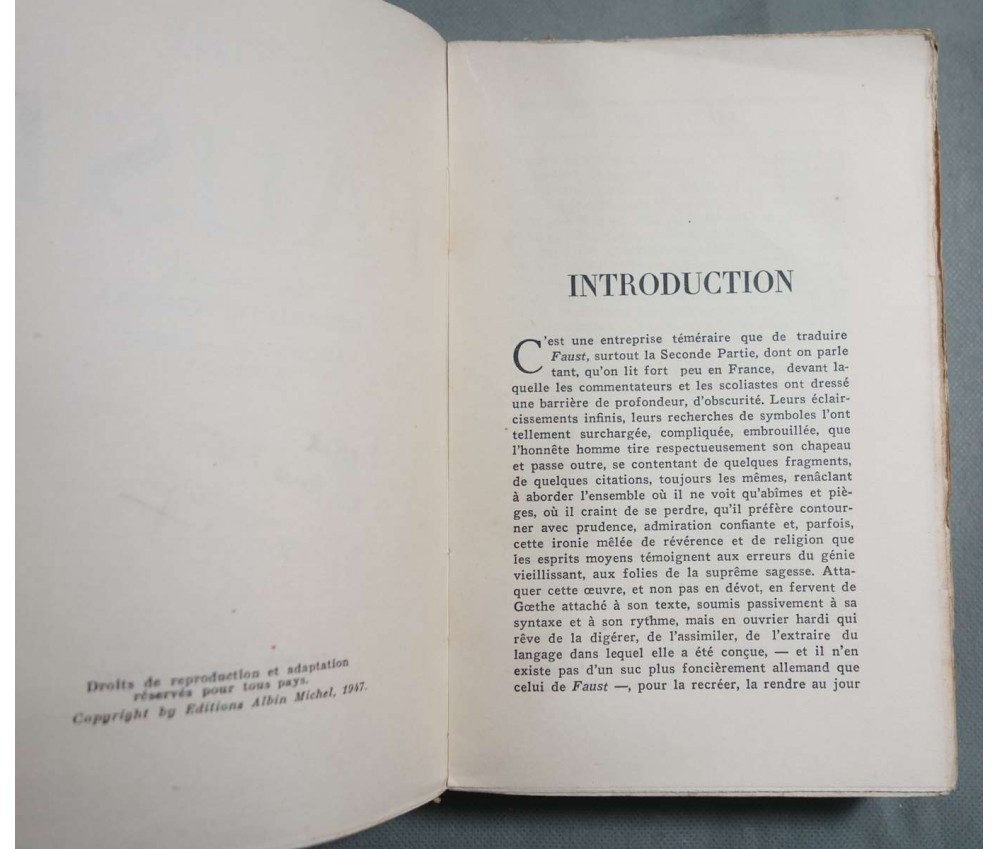 Droits de reproduction et adaptation
réservés pour tous pays.
Copyright by Editions Albin Michel, 1947.
INTRODUCTION
C'est une entreprise téméraire que de traduire
Faust, surtout la Seconde Partie, dont on parle
tant, qu'on lit fort peu en France, devant la-
quelle les commentateurs et les scoliastes ont dressé
une barrière de profondeur, d'obscurité. Leurs éclair-
cissements infinis, leurs recherches de symboles l'ont
tellement surchargée, compliquée, embrouillée, que
l'honnête homme tire respectueusement son chapeau
et passe outre, se contentant de quelques fragments,
de quelques citations, toujours les mêmes, renâclant
à aborder l'ensemble où il ne voit qu'abîmes et piè-
ges, où il craint de se perdre, qu'il préfère contour-
ner avec prudence, admiration confiante et, parfois,
cette ironie mêlée de révérence et de religion que
les esprits moyens témoignent aux erreurs du génie
vieillissant, aux folies de la suprême sagesse. Atta-
quer cette œuvre, et non pas en dévot, en fervent de
Gœthe attaché à son texte, soumis passivement à sa
syntaxe et à son rythme, mais en ouvrier hardi qui
rêve de la digérer, de l'assimiler, de l'extraire du
langage dans lequel elle a été conçue, — et il n'en
existe pas d'un suc plus foncièrement allemand que
celui de Faust —, pour la recréer, la rendre au jour